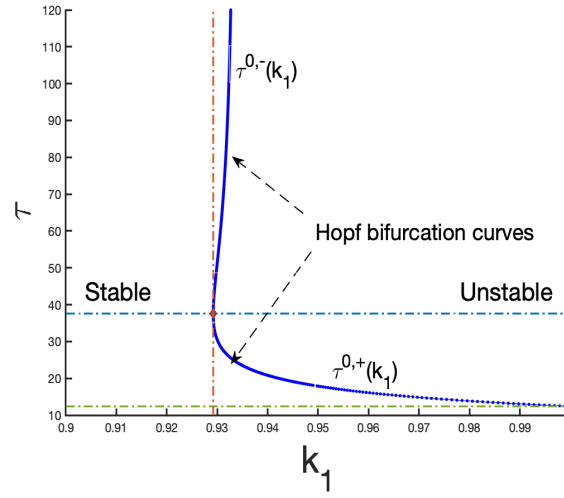 120
110
100
90
80
70
60
50
40
30
20
10
τ
τ⁰,⁻(k₁)
Hopf bifurcation curves
Stable
Unstable
τ⁰,⁺(k₁)
0.9 0.91 0.92 0.93 0.94 0.95 0.96 0.97 0.98 0.99
k₁